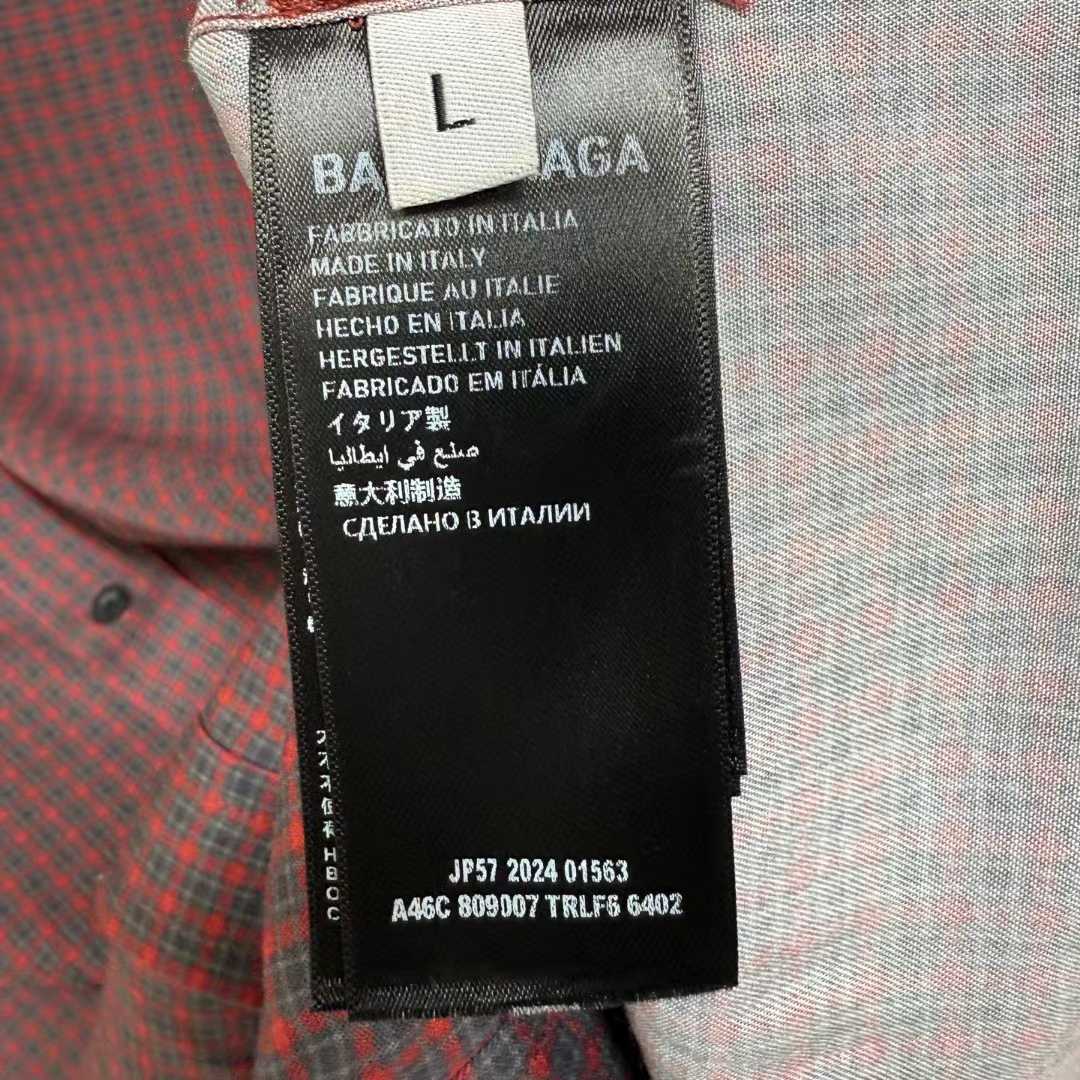 L
BA AGA
FABBRICATO IN ITALIA
MADE IN ITALY
FABRIQUE AU ITALIE
HECHO EN ITALIA
HERGESTELLT IN ITALIEN
FABRICADO EM ITÁLIA
イタリア製
صنع في ايطاليا
意大利制造
СДЕЛАНО В ИТАЛИИ
JP57 2024 01563
A46C 809007 TRLF6 6402